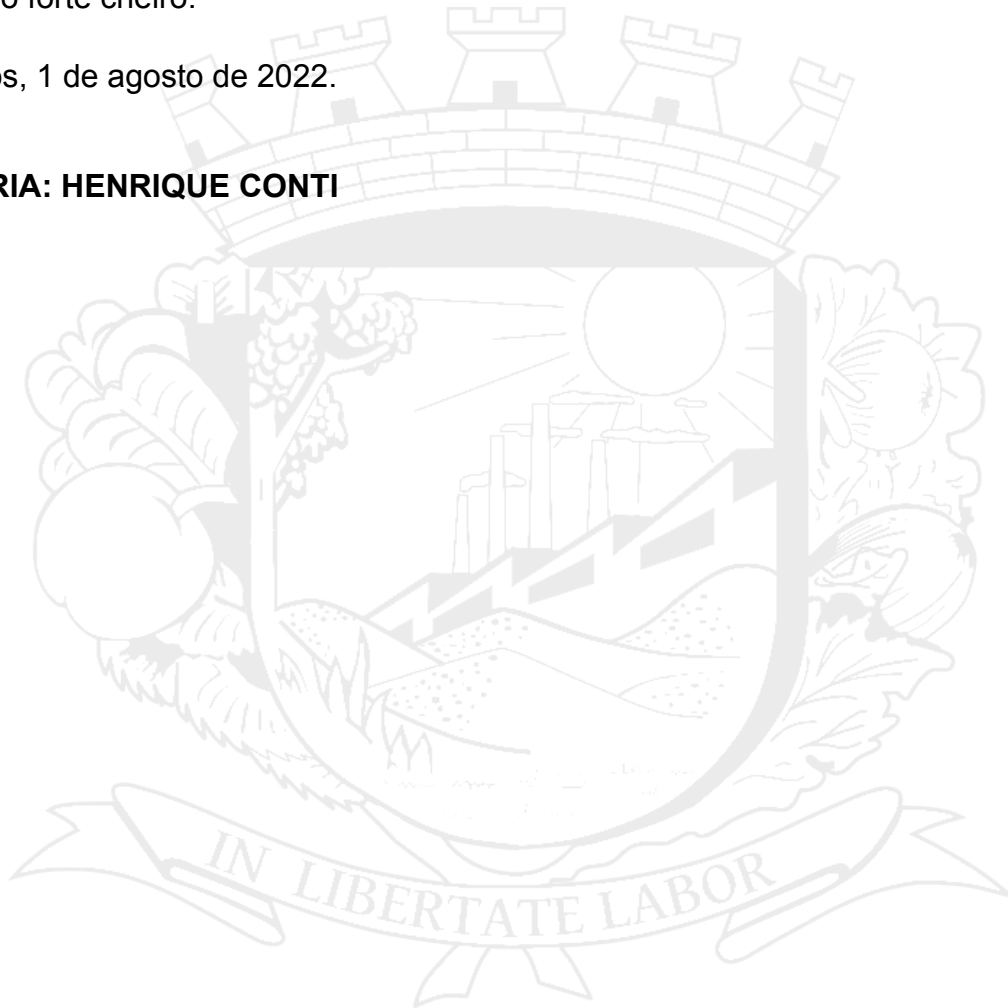 o forte cheiro.
os, 1 de agosto de 2022.
RIA: HENRIQUE CONTI
IN LIBERTATE LABOR